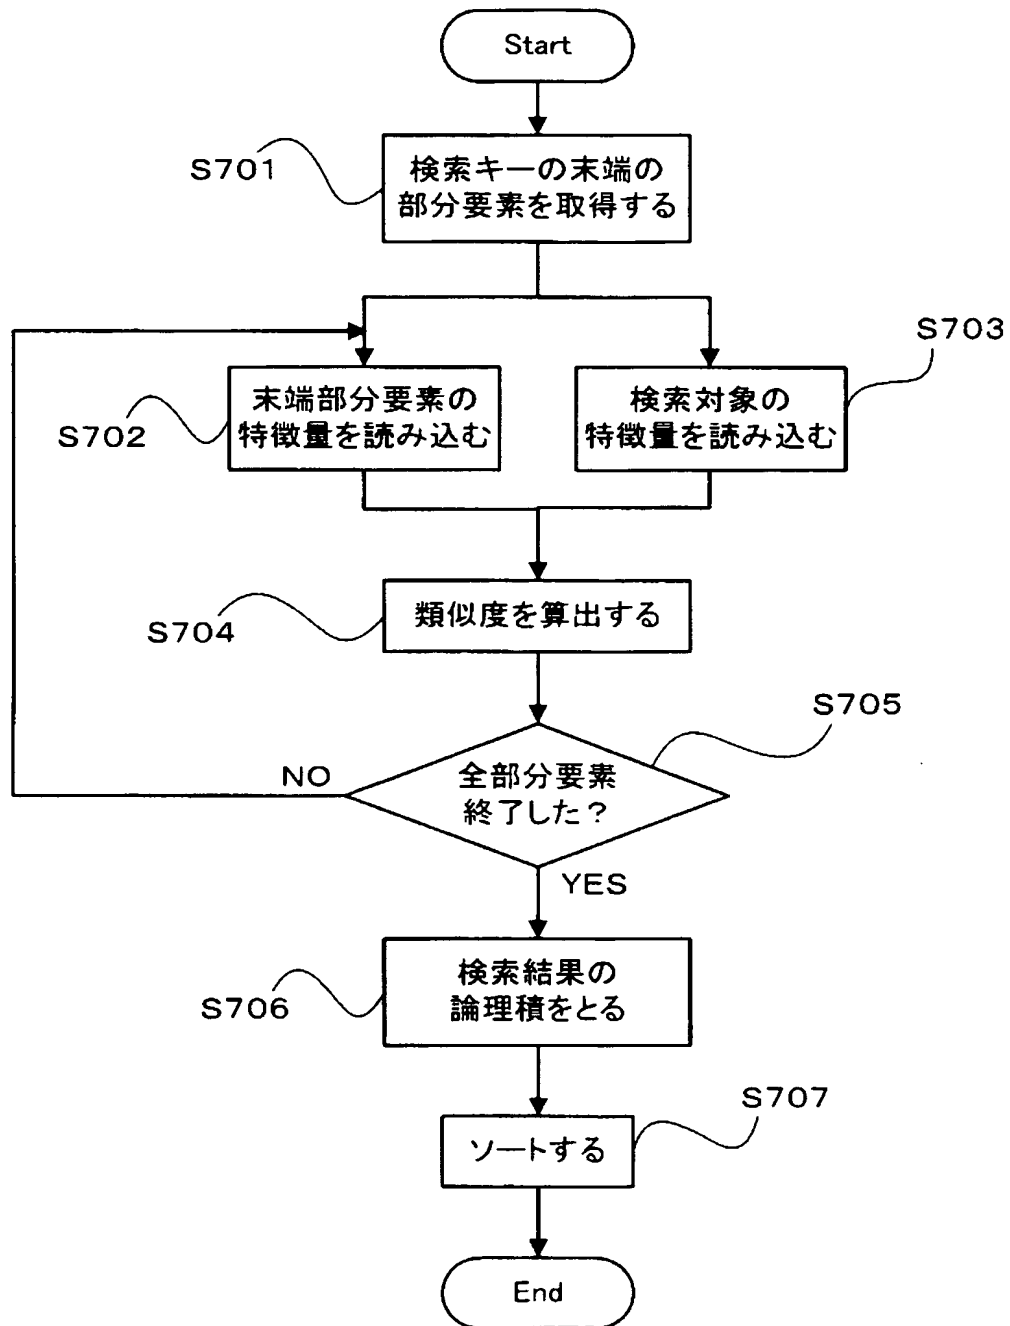 Start
S701
検索キーの末端の
部分要素を取得する
S703
S702
末端部分要素の
特徴量を読み込む
検索対象の
特徴量を読み込む
S704
類似度を算出する
S705
全部分要素
終了した?
NO
YES
S706
検索結果の
論理積をとる
S707
ソートする
End